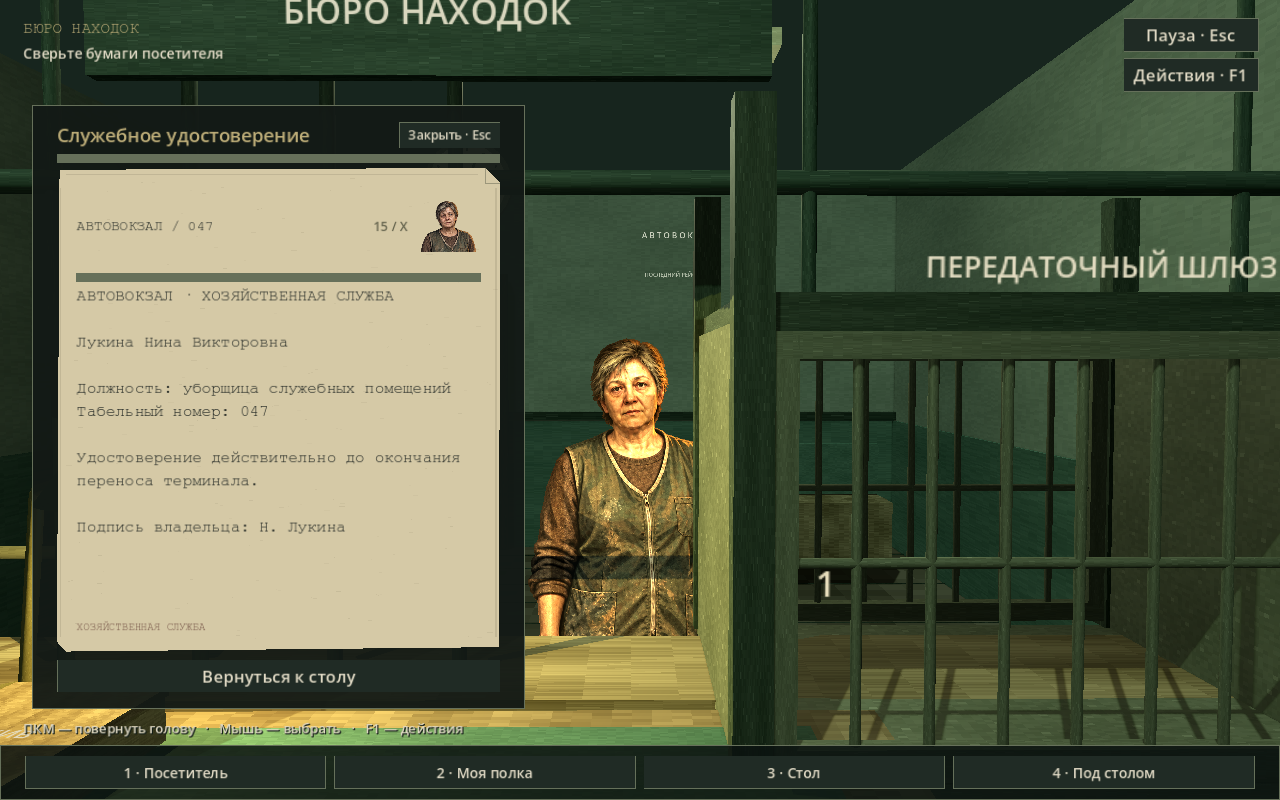 БЮРО НАХОДОК
БЮРО НАХОДОК
Сверьте бумаги посетителя
Пауза · Esc
Действия · F1
Служебное удостоверение
Закрыть · Esc
АВТОВОКЗАЛ / 047
15 / X
АВТОВОКЗАЛ · ХОЗЯЙСТВЕННАЯ СЛУЖБА
Лукина Нина Викторовна
Должность: уборщица служебных помещений
Табельный номер: 047
Удостоверение действительно до окончания
переноса терминала.
Подпись владельца: Н. Лукина
ХОЗЯЙСТВЕННАЯ СЛУЖБА
Вернуться к столу
АВТОВОК
ПОСЛЕДНИЙ РЕЙ
ПЕРЕДАТОЧНЫЙ ШЛЮЗ
1
ПКМ — повернуть голову · Мышь — выбрать · F1 — действия
1 · Посетитель
2 · Моя полка
3 · Стол
4 · Под столом